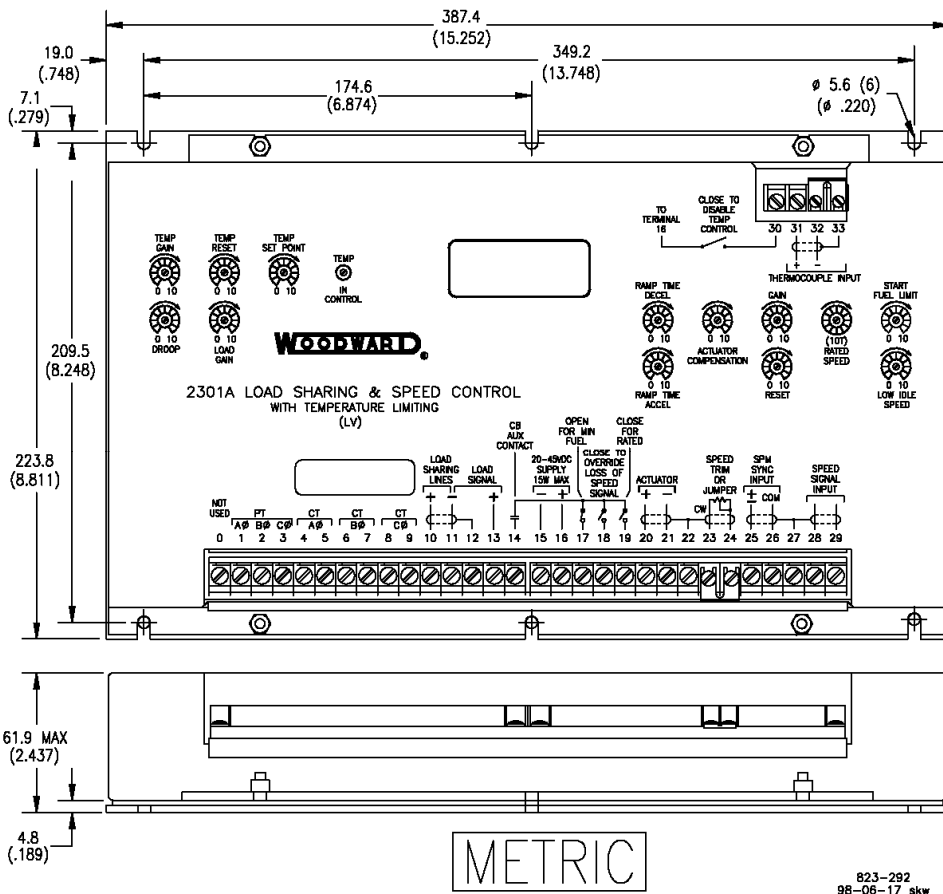 387.4
(15.252)
19.0
(.748)
349.2
(13.748)
7.1
(.279)
174.6
(6.874)
ø 5.6 (6)
(ø .220)
TO
TERMINAL
16
CLOSE TO
DISABLE
TEMP
CONTROL
30 31 32 33
+ −
THERMOCOUPLE INPUT
TEMP
GAIN
0 10
TEMP
RESET
0 10
TEMP
SET POINT
0 10
TEMP
IN
CONTROL
0 10
DROOP
0 10
LOAD
GAIN
RAMP TIME
DECEL
0 10
0 10
ACTUATOR
COMPENSATION
GAIN
0 10
(10T)
RATED
SPEED
START
FUEL LIMIT
0 10
0 10
RAMP TIME
ACCEL
0 10
RESET
0 10
LOW IDLE
SPEED
WOODWARD®
209.5
(8.248)
2301A LOAD SHARING & SPEED CONTROL
WITH TEMPERATURE LIMITING
(LV)
223.8
(8.811)
NOT
USED
PT
AØ BØ CØ
CT
AØ
CT
BØ
CT
CØ
LOAD
SHARING
LINES
+ −
LOAD
SIGNAL
+
CB
AUX
CONTACT
20-45VDC
SUPPLY
15W MAX
− +
OPEN
FOR MIN
FUEL
CLOSE TO
OVERRIDE
LOSS OF
SPEED
SIGNAL
CLOSE
FOR
RATED
ACTUATOR
+ −
SPEED
TRIM
OR
JUMPER
CW
SPM
SYNC
INPUT
+
−
COM
SPEED
SIGNAL
INPUT
0 1 2 3 4 5 6 7 8 9 10 11 12 13 14 15 16 17 18 19 20 21 22 23 24 25 26 27 28 29
61.9 MAX
(2.437)
4.8
(.189)
METRIC
823-292
98-06-17 skw